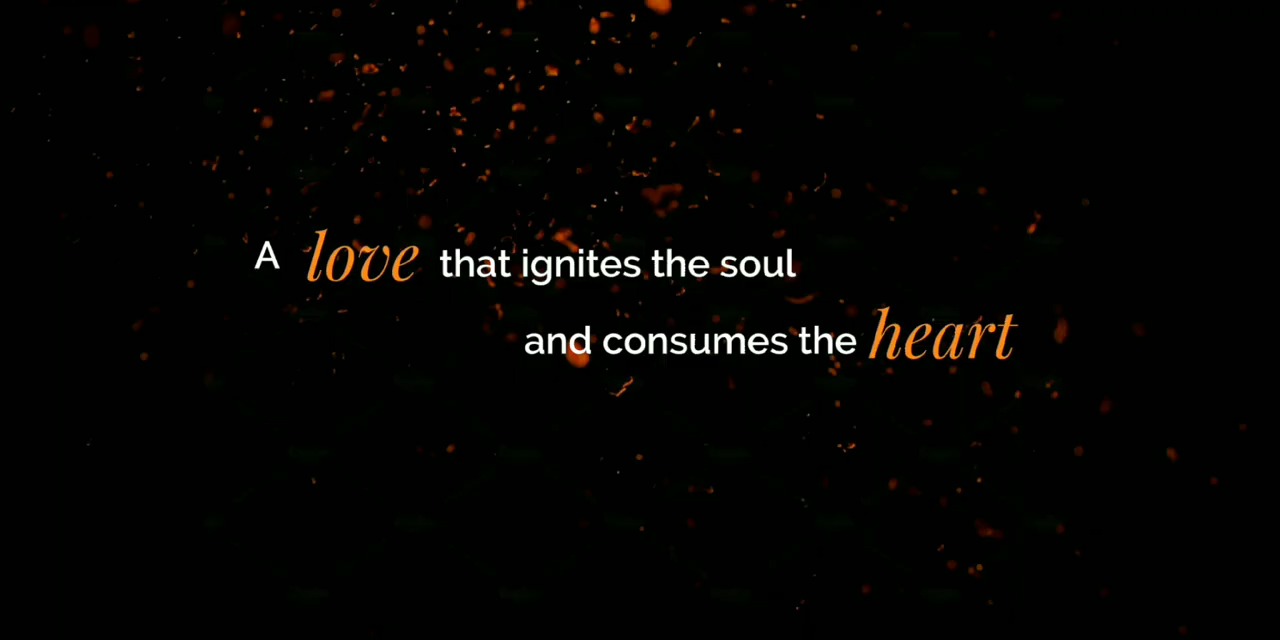 A love that ignites the soul
and consumes the heart